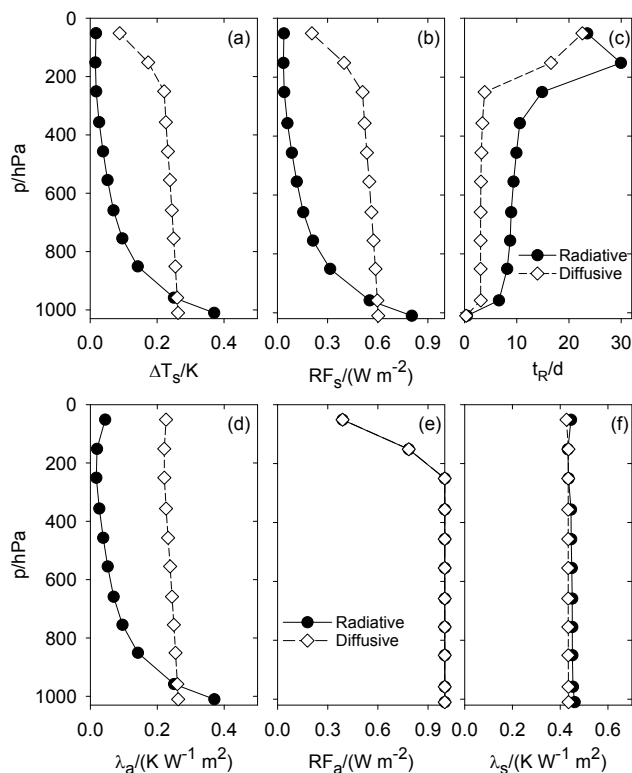 0
200
400
600
800
1000
p/hPa
(a)
(b)
(c)
Radiative
Diffusive
0.0 0.2 0.4
0.0 0.3 0.6 0.9
0 10 20 30
ΔTs/K
RFs/(W m-2)
tR/d
0
200
400
600
800
1000
p/hPa
(d)
(e)
(f)
Radiative
Diffusive
0.0 0.2 0.4
0.0 0.3 0.6 0.9
0.0 0.2 0.4 0.6
λa/(K W-1 m2)
RFa/(W m-2)
λs/(K W-1 m2)